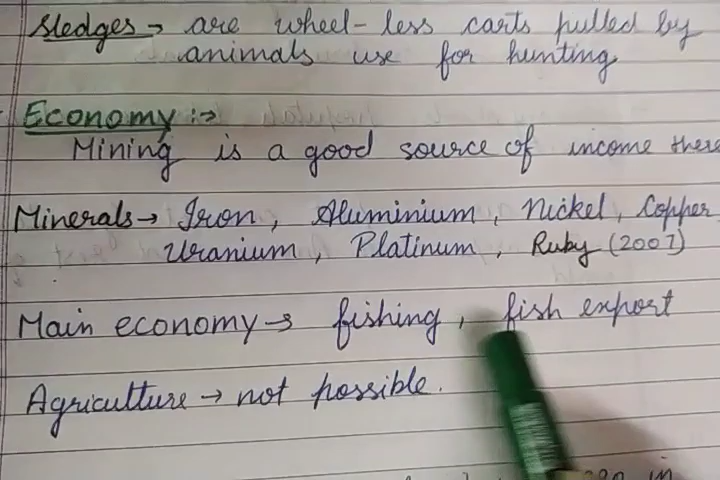 Sledges → are wheel-less carts pulled by
animals use for hunting
Economy :→
Mining is a good source of income there
Minerals → Iron, Aluminium, Nickel, Copper
Uranium, Platinum, Ruby (2007)
Main economy → fishing, fish export
Agriculture → not possible.
in